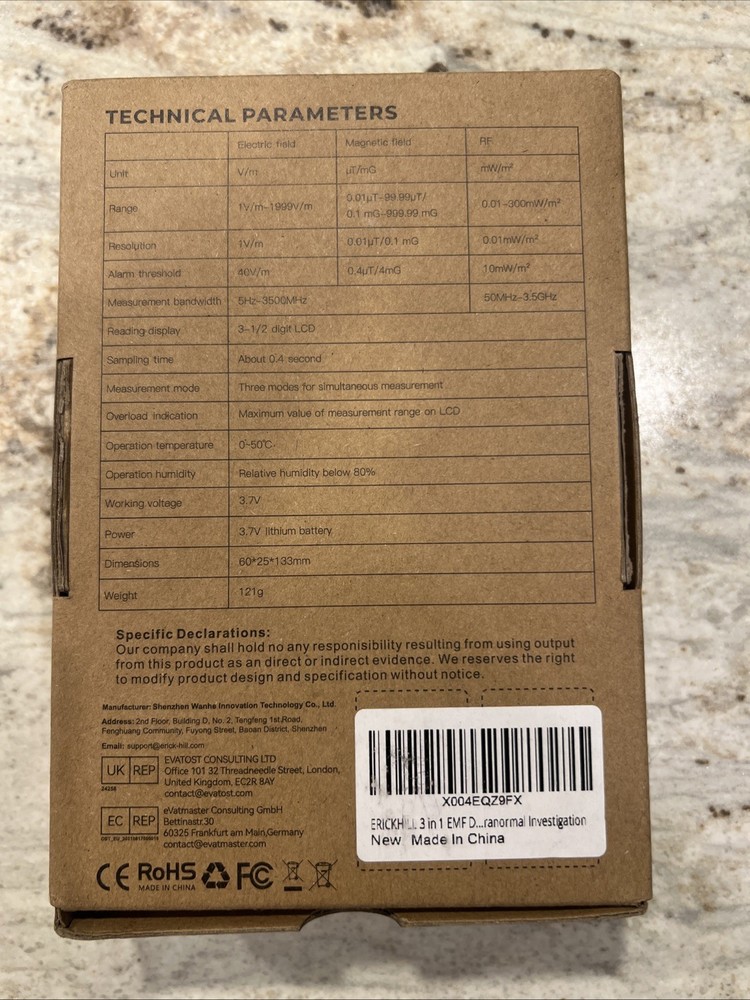 TECHNICAL PARAMETERS
Electric field Magnetic field RF
Unit V/m µT/mG mW/m²
Range 1V/m-1999V/m 0.01µT-99.99µT/ 0.1 mG-999.99 mG 0.01-300mW/m²
Resolution 1V/m 0.01µT/0.1 mG 0.01mW/m²
Alarm threshold 40V/m 0.4µT/4mG 10mW/m²
Measurement bandwidth 5Hz-3500MHz 50MHz-3.5GHz
Reading display 3-1/2 digit LCD
Sampling time About 0.4 second
Measurement mode Three modes for simultaneous measurement
Overload indication Maximum value of measurement range on LCD
Operation temperature 0~50℃
Operation humidity Relative humidity below 80%
Working voltege 3.7V
Power 3.7V lithium battery
Dimensions 60*25*133mm
Weight 121g
Specific Declarations:
Our company shall hold no any responisibility resulting from using output
from this product as an direct or indirect evidence. We reserves the right
to modify product design and specification without notice.
Manufacturer: Shenzhen Wanhe Innovation Technology Co., Ltd.
Address: 2nd Floor, Building D, No. 2, Tengfeng 1st Road,
Fenghuang Community, Fuyong Street, Baoan District, Shenzhen
Email: support@erick-hill.com
UK REP
EVATOST CONSULTING LTD
Office 101 32 Threadneedle Street, London,
United Kingdom, EC2R 8AY
contact@evatost.com
EC REP
eVatmaster Consulting GmbH
Bettinastr.30
60325 Frankfurt am Main,Germany
contact@evatmaster.com
CE RoHS FC
MADE IN CHINA
X004EQZ9FX
ERICKHILL 3 in 1 EMF D...ranormal Investigation
New Made In China